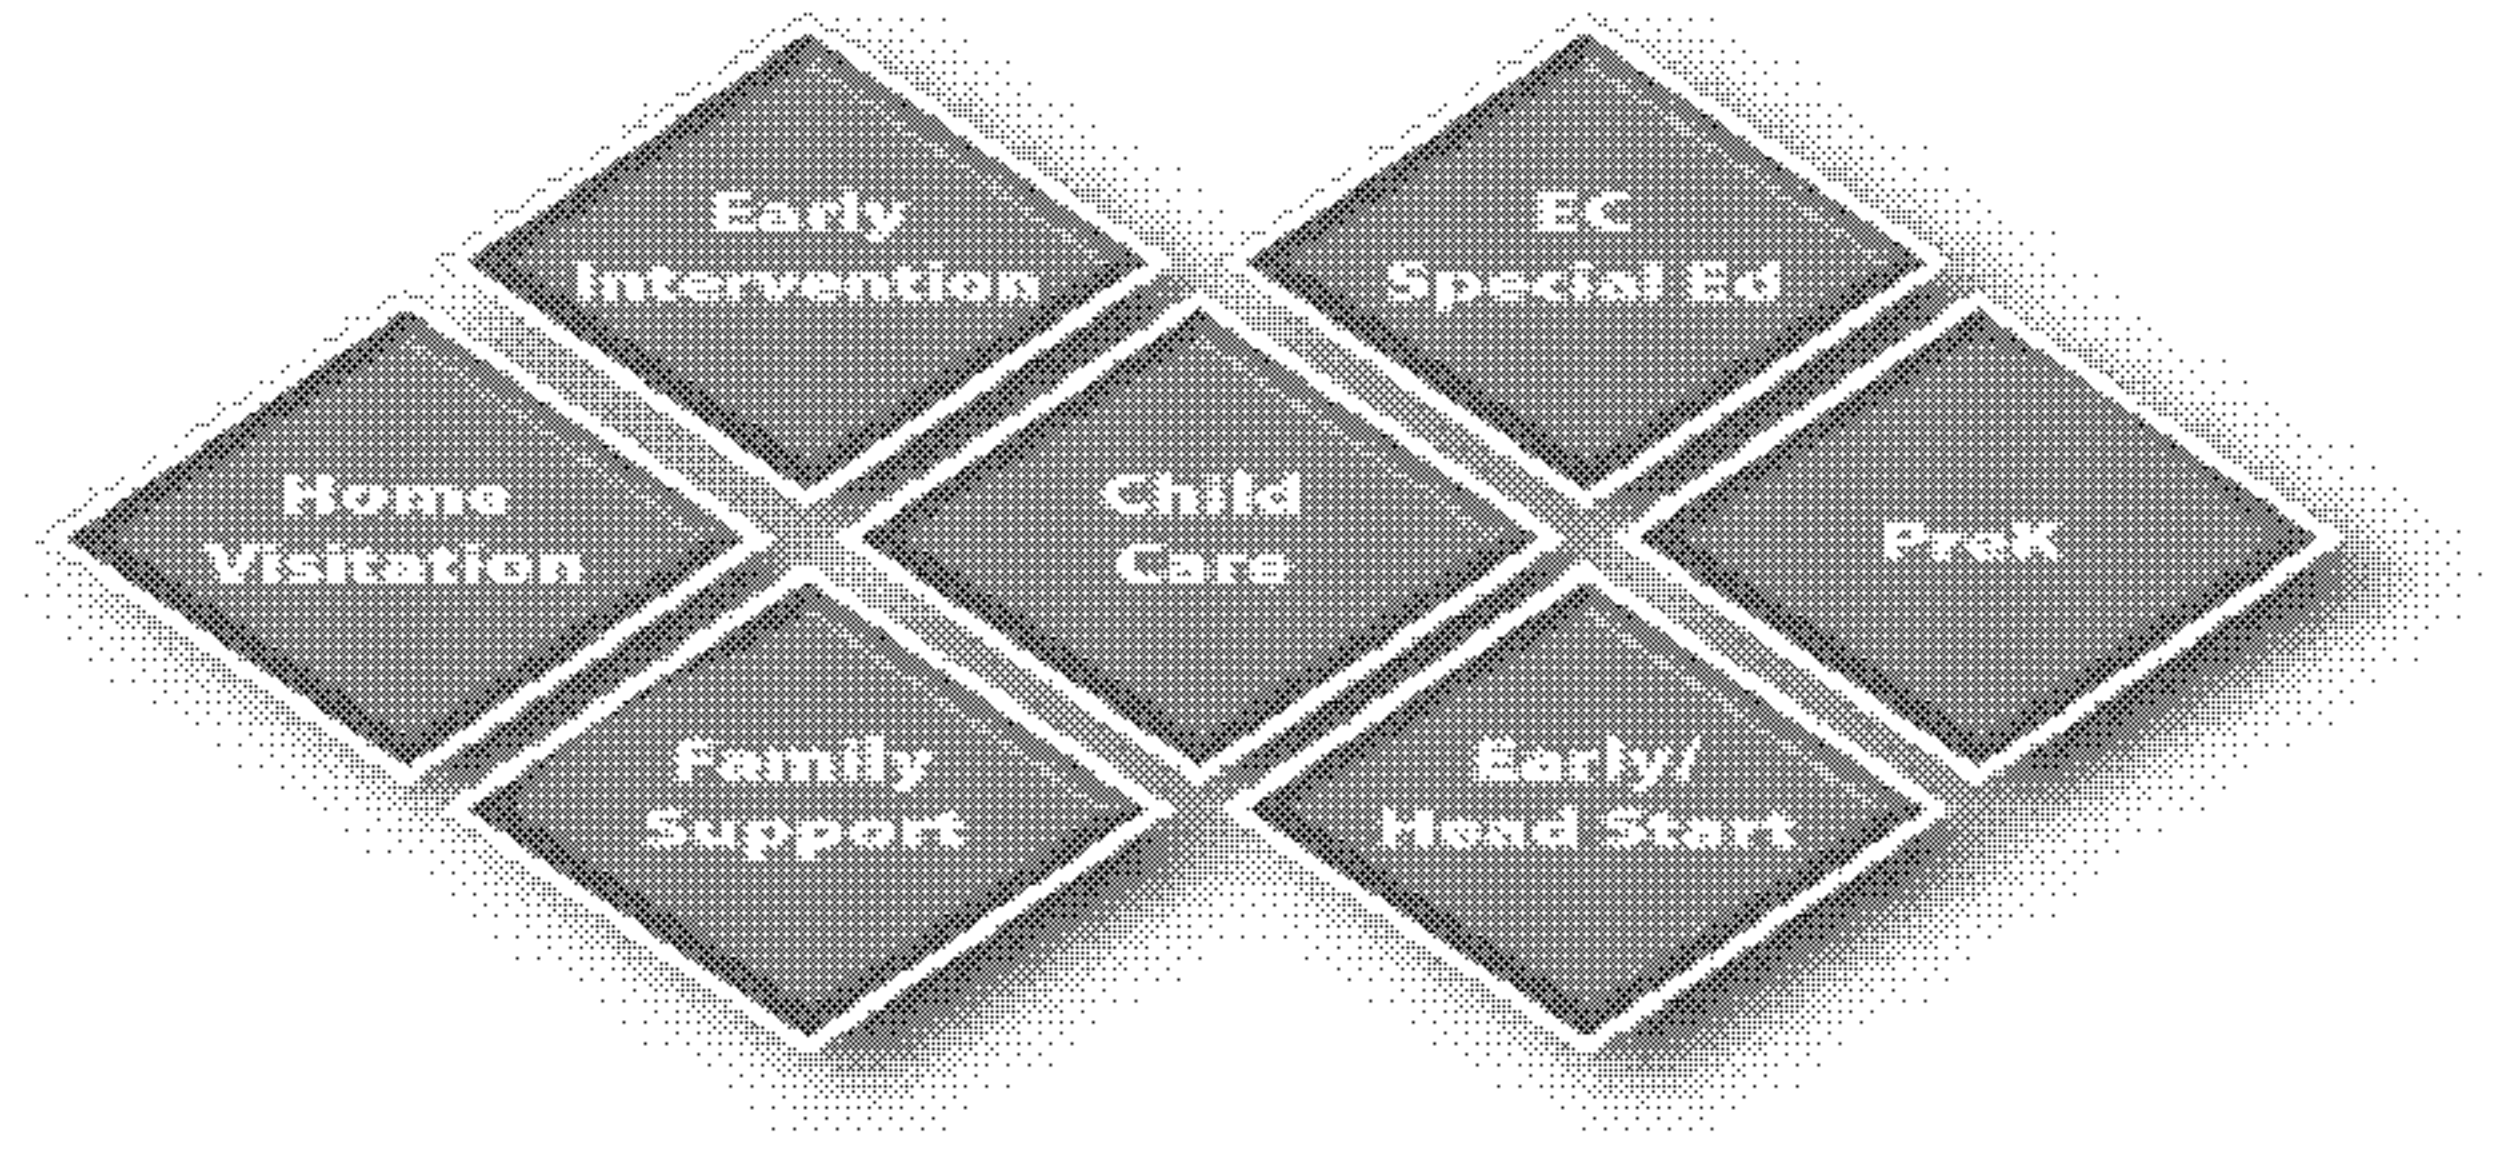 Early
Intervention
EC
Special Ed
Home
Visitation
Child
Care
PreK
Family
Support
Early/
Head Start